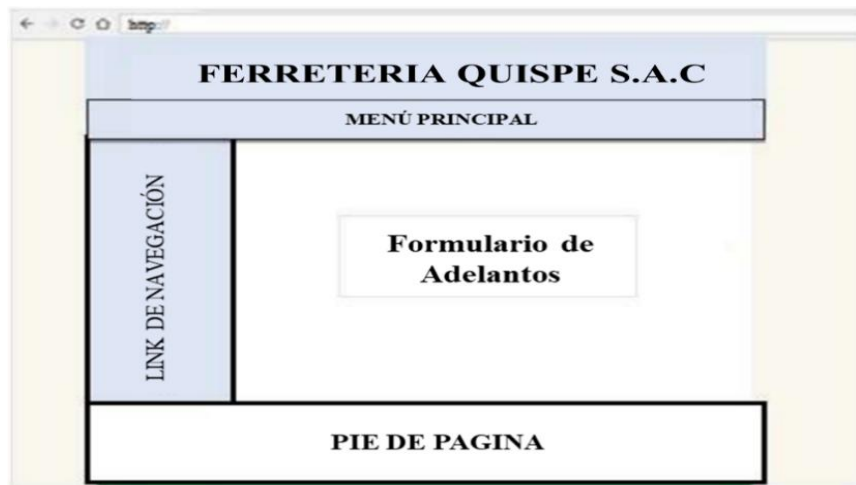 http://
FERRETERIA QUISPE S.A.C
MENÚ PRINCIPAL
LINK DE NAVEGACIÓN
Formulario de
Adelantos
PIE DE PAGINA